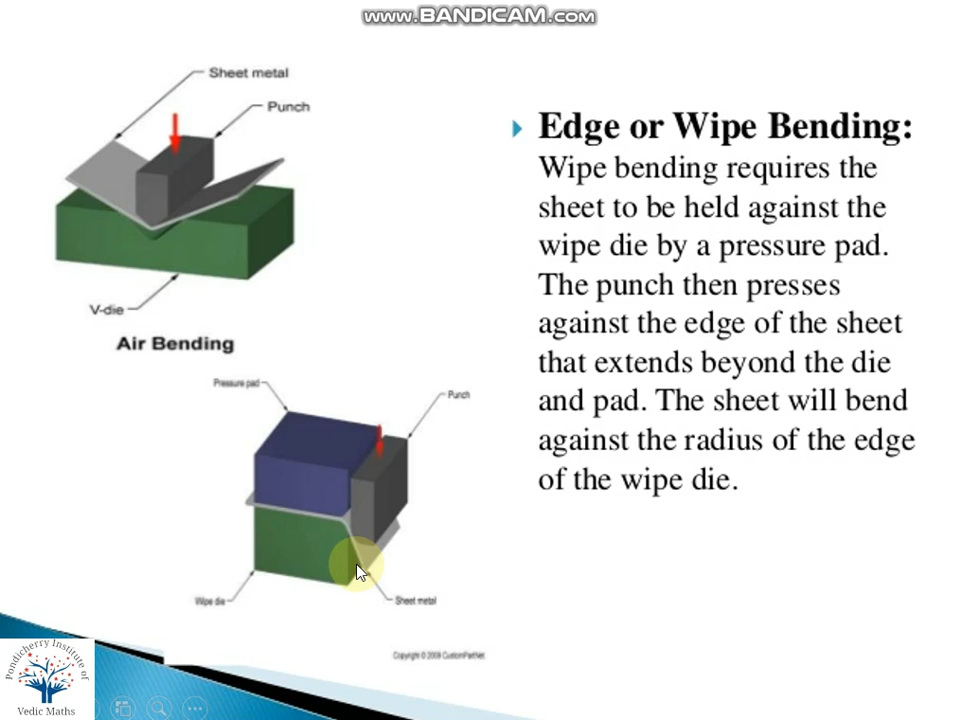 www.BANDICAM.com
Sheet metal
Punch
V-die
Air Bending
Pressure pad
Punch
Wipe die
Sheet metal
Copyright © 2009 CustomPartNet
Edge or Wipe Bending:
Wipe bending requires the
sheet to be held against the
wipe die by a pressure pad.
The punch then presses
against the edge of the sheet
that extends beyond the die
and pad. The sheet will bend
against the radius of the edge
of the wipe die.
Pondicherry Institute of
Vedic Maths